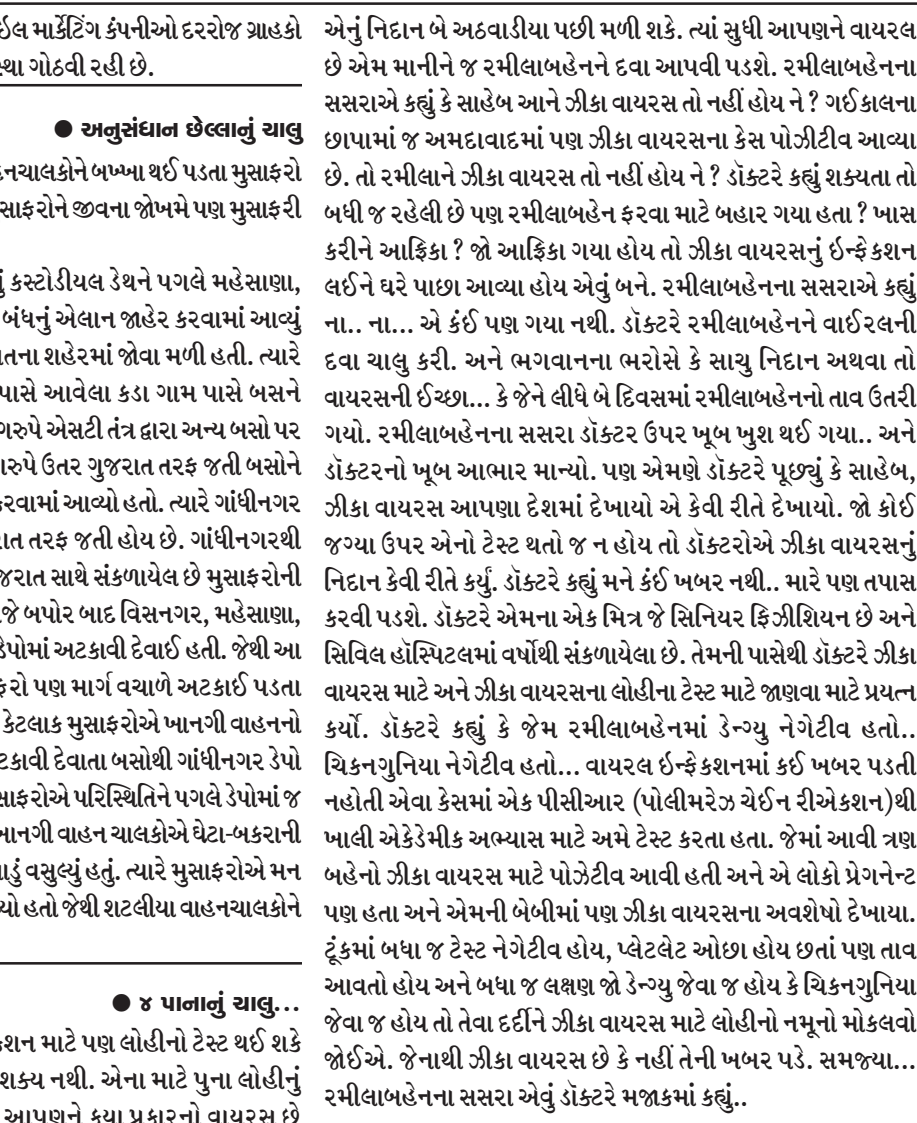 ઇલ માર્કેટિંગ કંપનીઓ દરરોજ ગ્રાહકો
સ્થા ગોઠવી રહી છે.
● અનુસંધાન છેલ્લાનું ચાલુ
હનચાલકોને બખ્ખા થઈ પડતા મુસાફરો
સાફરોને જીવના જોખમે પણ મુસાફરી
નું કસ્ટોડીયલ ડેથને પગલે મહેસાણા,
બંધનું એલાન જાહેર કરવામાં આવ્યું
રાતના શહેરમાં જોવા મળી હતી. ત્યારે
પાસે આવેલા કડા ગામ પાસે બસને
ગરુપે એસટી તંત્ર દ્વારા અન્ય બસો પર
ારુપે ઉતર ગુજરાત તરફ જતી બસોને
કરવામાં આવ્યો હતો. ત્યારે ગાંધીનગર
રાત તરફ જતી હોય છે. ગાંધીનગરથી
જરાત સાથે સંકળાયેલ છે મુસાફરોની
જે બપોર બાદ વિસનગર, મહેસાણા,
ડેપોમાં અટકાવી દેવાઈ હતી. જેથી આ
ફરો પણ માર્ગ વચાળે અટકાઈ પડતા
કેટલાક મુસાફરોએ ખાનગી વાહનનો
ટકાવી દેવાતા બસોથી ગાંધીનગર ડેપો
સાફરોએ પરિસ્થિતિને પગલે ડેપોમાં જ
ખાનગી વાહન ચાલકોએ ઘેટા-બકરાની
ાડું વસુલ્યું હતું. ત્યારે મુસાફરોએ મન
્યો હતો જેથી શટલીયા વાહનચાલકોને
● ૪ પાનાનું ચાલુ...
કશન માટે પણ લોહીનો ટેસ્ટ થઈ શકે
શક્ય નથી. એના માટે પુના લોહીનું
આપણને કયા પ્રકારનો વાયરસ છે
એનું નિદાન બે અઠવાડીયા પછી મળી શકે. ત્યાં સુધી આપણને વાયરલ
છે એમ માનીને જ રમીલાબહેનને દવા આપવી પડશે. રમીલાબહેનના
સસરાએ કહ્યું કે સાહેબ આને ઝીકા વાયરસ તો નહીં હોય ને ? ગઈકાલના
છાપામાં જ અમદાવાદમાં પણ ઝીકા વાયરસના કેસ પોઝીટીવ આવ્યા
છે. તો રમીલાને ઝીકા વાયરસ તો નહીં હોય ને ? ડૉક્ટરે કહ્યું શક્યતા તો
બધી જ રહેલી છે પણ રમીલાબહેન ફરવા માટે બહાર ગયા હતા ? ખાસ
કરીને આફ્રિકા ? જો આફ્રિકા ગયા હોય તો ઝીકા વાયરસનું ઇન્ફેકશન
લઈને ઘરે પાછા આવ્યા હોય એવું બને. રમીલાબહેનના સસરાએ કહ્યું
ના.. ના... એ કંઈ પણ ગયા નથી. ડૉક્ટરે રમીલાબહેનને વાઈરલની
દવા ચાલુ કરી. અને ભગવાનના ભરોસે કે સાચુ નિદાન અથવા તો
વાયરસની ઈચ્છા... કે જેને લીધે બે દિવસમાં રમીલાબહેનનો તાવ ઉતરી
ગયો. રમીલાબહેનના સસરા ડૉક્ટર ઉપર ખૂબ ખુશ થઈ ગયા.. અને
ડૉક્ટરનો ખૂબ આભાર માન્યો. પણ એમણે ડૉક્ટરે પૂછ્યું કે સાહેબ,
ઝીકા વાયરસ આપણા દેશમાં દેખાયો એ કેવી રીતે દેખાયો. જો કોઈ
જગ્યા ઉપર એનો ટેસ્ટ થતો જ ન હોય તો ડૉક્ટરોએ ઝીકા વાયરસનું
નિદાન કેવી રીતે કર્યું. ડૉક્ટરે કહ્યું મને કંઈ ખબર નથી.. મારે પણ તપાસ
કરવી પડશે. ડૉક્ટરે એમના એક મિત્ર જે સિનિયર ફિઝીશિયન છે અને
સિવિલ હૉસ્પિટલમાં વર્ષોથી સંકળાયેલા છે. તેમની પાસેથી ડૉક્ટરે ઝીકા
વાયરસ માટે અને ઝીકા વાયરસના લોહીના ટેસ્ટ માટે જાણવા માટે પ્રયત્ન
કર્યો. ડૉક્ટરે કહ્યું કે જેમ રમીલાબહેનમાં ડેન્ગ્યુ નેગેટીવ હતો..
ચિકનગુનિયા નેગેટીવ હતો... વાયરલ ઇન્ફેકશનમાં કઈ ખબર પડતી
નહોતી એવા કેસમાં એક પીસીઆર (પોલીમરેઝ ચેઈન રીએકશન)થી
ખાલી એકેડેમીક અભ્યાસ માટે અમે ટેસ્ટ કરતા હતા. જેમાં આવી ત્રણ
બહેનો ઝીકા વાયરસ માટે પોઝેટીવ આવી હતી અને એ લોકો પ્રેગનેન્ટ
પણ હતા અને એમની બેબીમાં પણ ઝીકા વાયરસના અવશેષો દેખાયા.
ટૂંકમાં બધા જ ટેસ્ટ નેગેટીવ હોય, પ્લેટલેટ ઓછા હોય છતાં પણ તાવ
આવતો હોય અને બધા જ લક્ષણ જો ડેન્ગ્યુ જેવા જ હોય કે ચિકનગુનિયા
જેવા જ હોય તો તેવા દર્દીને ઝીકા વાયરસ માટે લોહીનો નમૂનો મોકલવો
જોઈએ. જેનાથી ઝીકા વાયરસ છે કે નહીં તેની ખબર પડે. સમજ્યા...
રમીલાબહેનના સસરા એવું ડૉક્ટરે મજાકમાં કહ્યું..